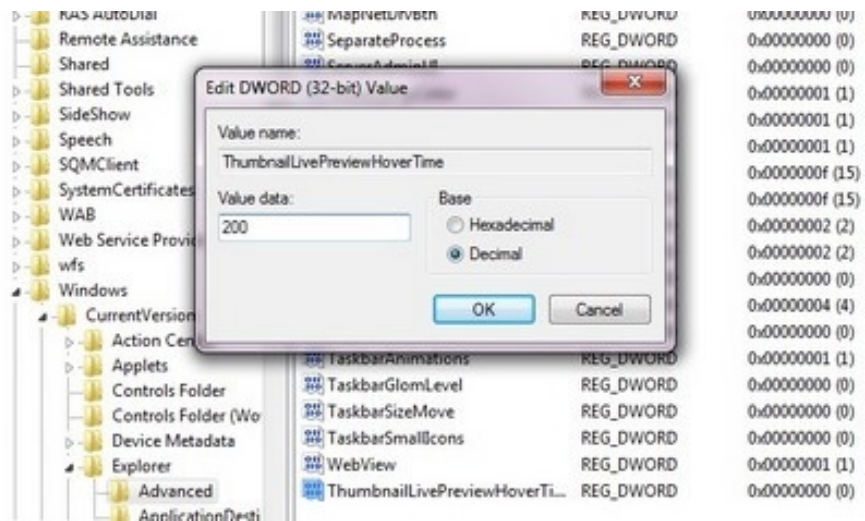 RAS AutoDial
Remote Assistance
Shared
Shared Tools
SideShow
Speech
SQMClient
SystemCertificates
WAB
Web Service Provi
wfs
Windows
CurrentVersion
Action Cen
Applets
Controls Folder
Controls Folder (Wo
Device Metadata
Explorer
Advanced
ApplicationDesti
MapNetDrvBtn REG_DWORD 0x00000000 (0)
SeparateProcess REG_DWORD 0x00000000 (0)
ServerAdminUI REG_DWORD 0x00000000 (0)
0x00000001 (1)
0x00000001 (1)
0x00000001 (1)
0x0000000f (15)
0x0000000f (15)
0x00000002 (2)
0x00000002 (2)
0x00000000 (0)
0x00000004 (4)
0x00000000 (0)
TaskbarAnimations REG_DWORD 0x00000001 (1)
TaskbarGlomLevel REG_DWORD 0x00000000 (0)
TaskbarSizeMove REG_DWORD 0x00000000 (0)
TaskbarSmallIcons REG_DWORD 0x00000000 (0)
WebView REG_DWORD 0x00000001 (1)
ThumbnailLivePreviewHoverTi... REG_DWORD 0x00000000 (0)
Edit DWORD (32-bit) Value
Value name:
ThumbnailLivePreviewHoverTime
Value data:
200
Base
Hexadecimal
Decimal
OK
Cancel